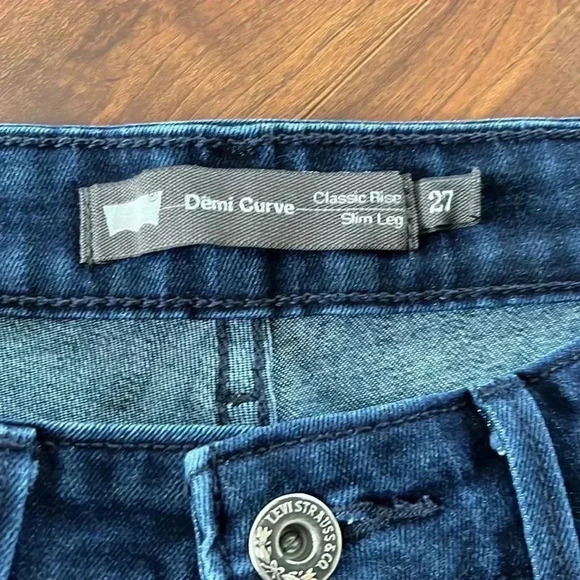 Demi Curve
Classic Rise
Slim Leg
27
LEVI STRAUSS & CO.